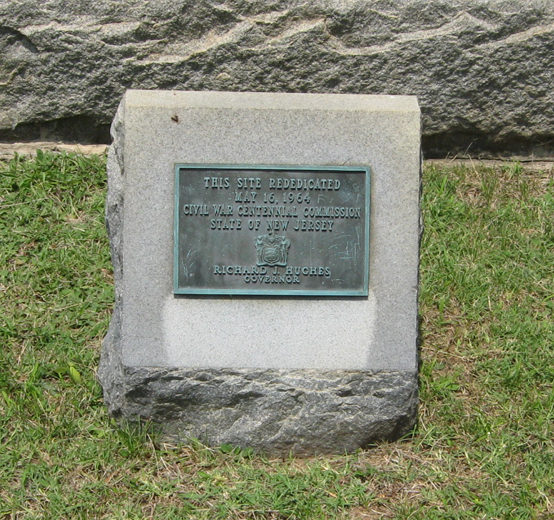 THIS SITE REDEDICATED
MAY 16, 1964
CIVIL WAR CENTENNIAL COMMISSION
STATE OF NEW JERSEY
RICHARD J. HUGHES
GOVERNOR